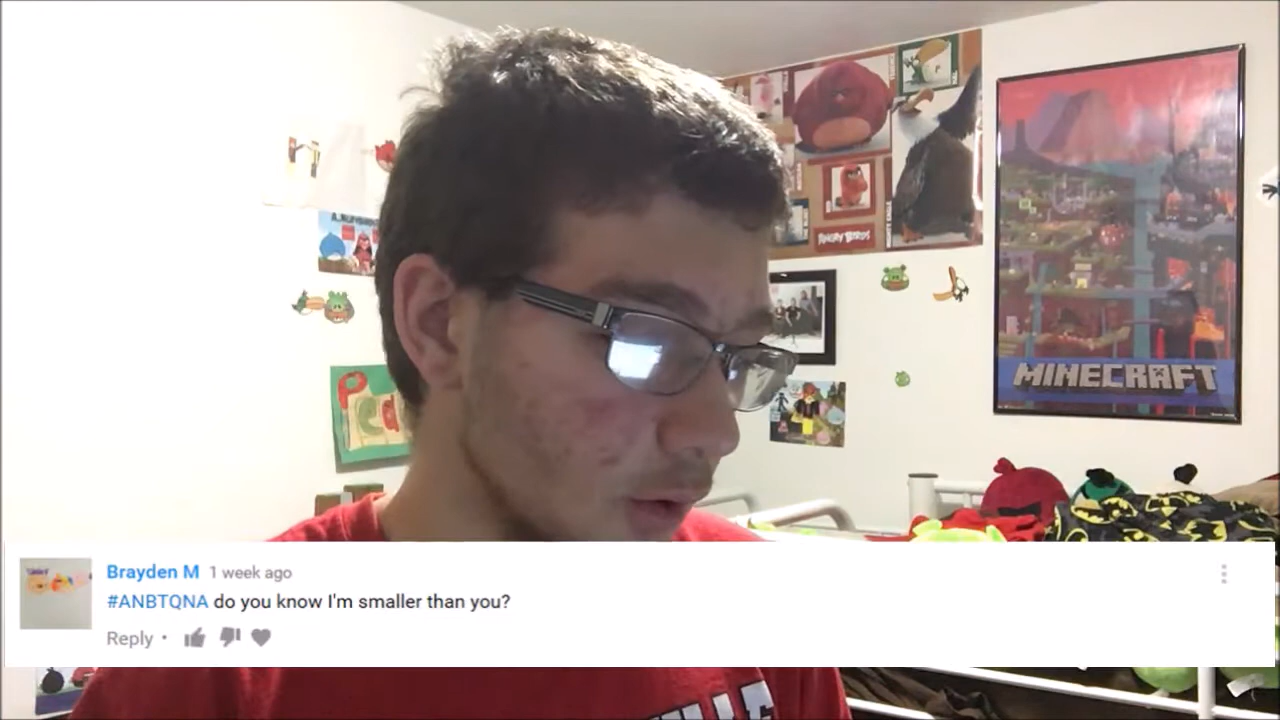 ANGRY BIRDS
MINECRAFT
Brayden M 1 week ago
#ANBTQNA do you know I'm smaller than you?
Reply •